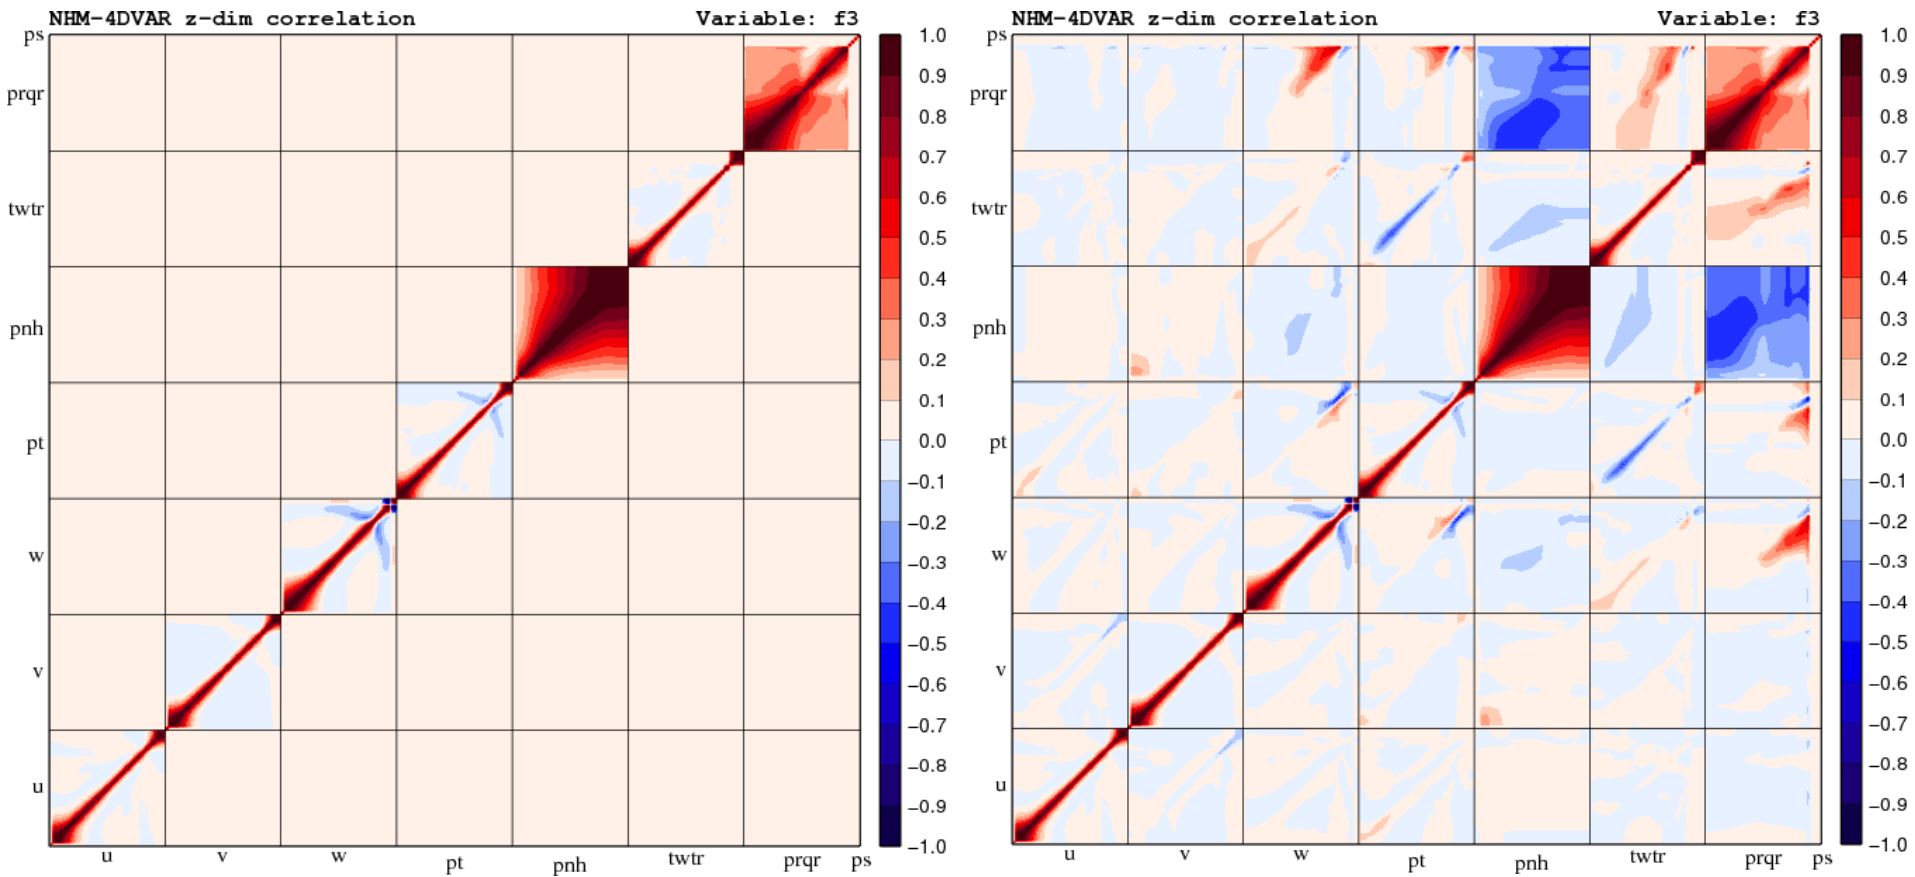 NHM-4DVAR z-dim correlation Variable: f3
ps
prqr
twtr
pnh
pt
w
v
u
u v w pt pnh twtr prqr ps
1.0
0.9
0.8
0.7
0.6
0.5
0.4
0.3
0.2
0.1
0.0
−0.1
−0.2
−0.3
−0.4
−0.5
−0.6
−0.7
−0.8
−0.9
−1.0
NHM-4DVAR z-dim correlation Variable: f3
ps
prqr
twtr
pnh
pt
w
v
u
u v w pt pnh twtr prqr ps
1.0
0.9
0.8
0.7
0.6
0.5
0.4
0.3
0.2
0.1
0.0
−0.1
−0.2
−0.3
−0.4
−0.5
−0.6
−0.7
−0.8
−0.9
−1.0